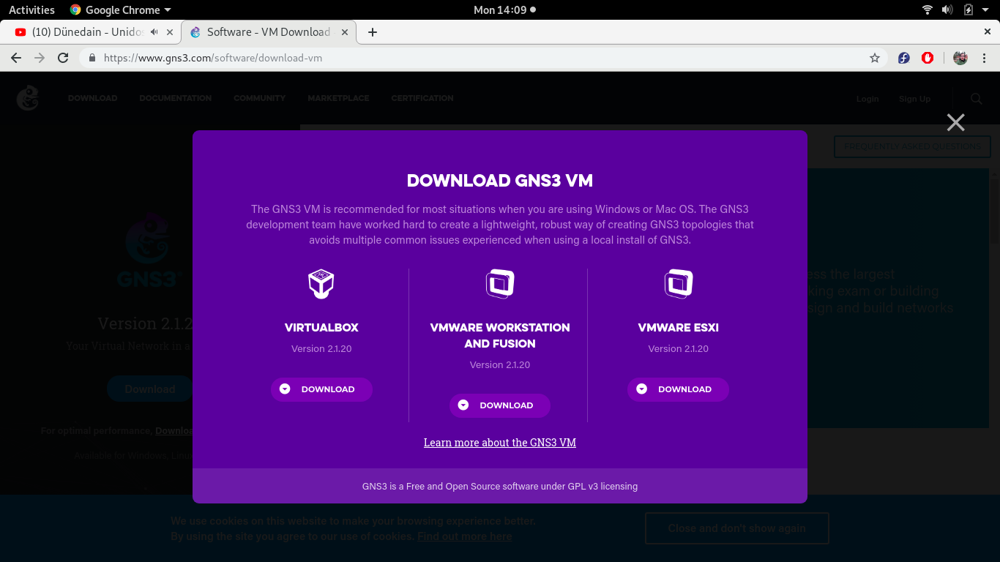 Activities Google Chrome Mon 14:09
(10) Dünedain - Unidos Software - VM Download
https://www.gns3.com/software/download-vm
DOWNLOAD DOCUMENTATION COMMUNITY MARKETPLACE CERTIFICATION Login Sign Up
FREQUENTLY ASKED QUESTIONS
DOWNLOAD GNS3 VM
The GNS3 VM is recommended for most situations when you are using Windows or Mac OS. The GNS3
development team have worked hard to create a lightweight, robust way of creating GNS3 topologies that
avoids multiple common issues experienced when using a local install of GNS3.
VIRTUALBOX
Version 2.1.20
DOWNLOAD
VMWARE WORKSTATION
AND FUSION
Version 2.1.20
DOWNLOAD
VMWARE ESXI
Version 2.1.20
DOWNLOAD
Learn more about the GNS3 VM
GNS3 is a Free and Open Source software under GPL v3 licensing
GNS3
Version 2.1.2
Your Virtual Network in a
Download
For optimal performance, Downloa
Available for Windows, Linu
ess the largest
king exam or building
sign and build networks
We use cookies on this website to make your browsing experience better.
By using the site you agree to our use of cookies. Find out more here
Close and don't show again